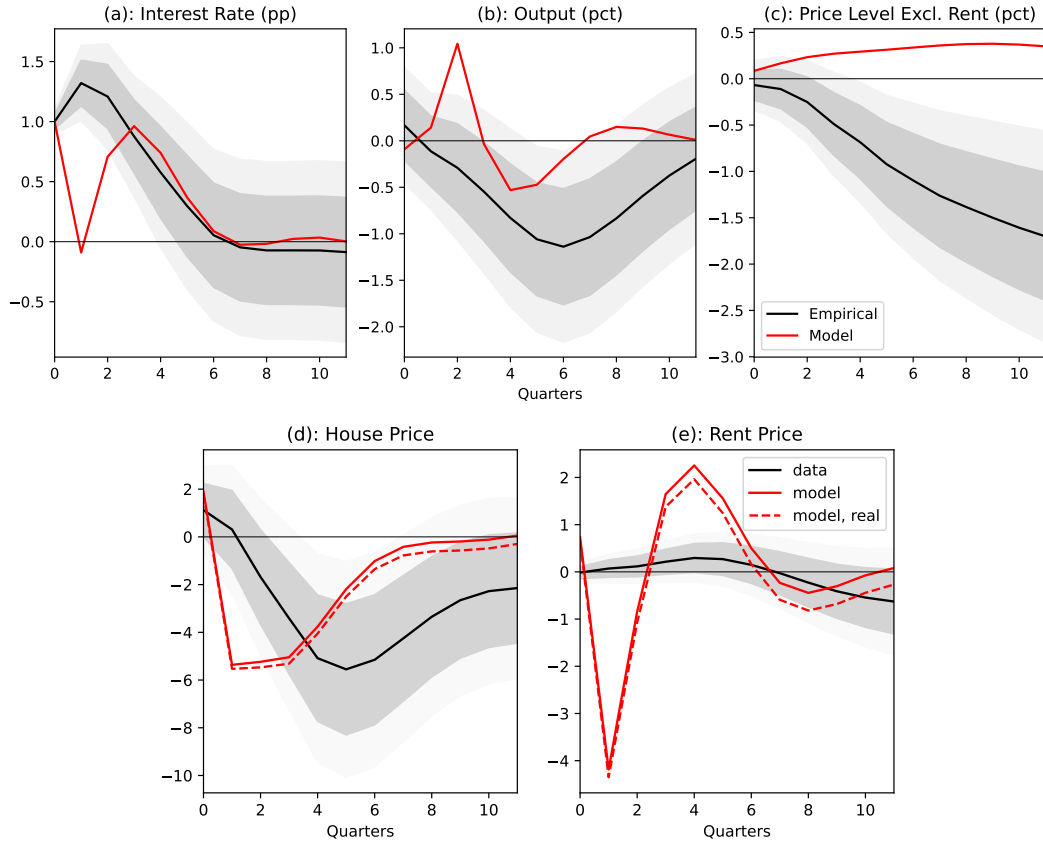 (a): Interest Rate (pp)
(b): Output (pct)
(c): Price Level Excl. Rent (pct)
1.5
1.0
0.5
0.0
−0.5
0 2 4 6 8 10
1.0
0.5
0.0
−0.5
−1.0
−1.5
−2.0
0 2 4 6 8 10
Quarters
0.5
0.0
−0.5
−1.0
−1.5
−2.0
−2.5
−3.0
0 2 4 6 8 10
Empirical
Model
(d): House Price
(e): Rent Price
2
0
−2
−4
−6
−8
−10
0 2 4 6 8 10
Quarters
2
1
0
−1
−2
−3
−4
0 2 4 6 8 10
Quarters
data
model
model, real